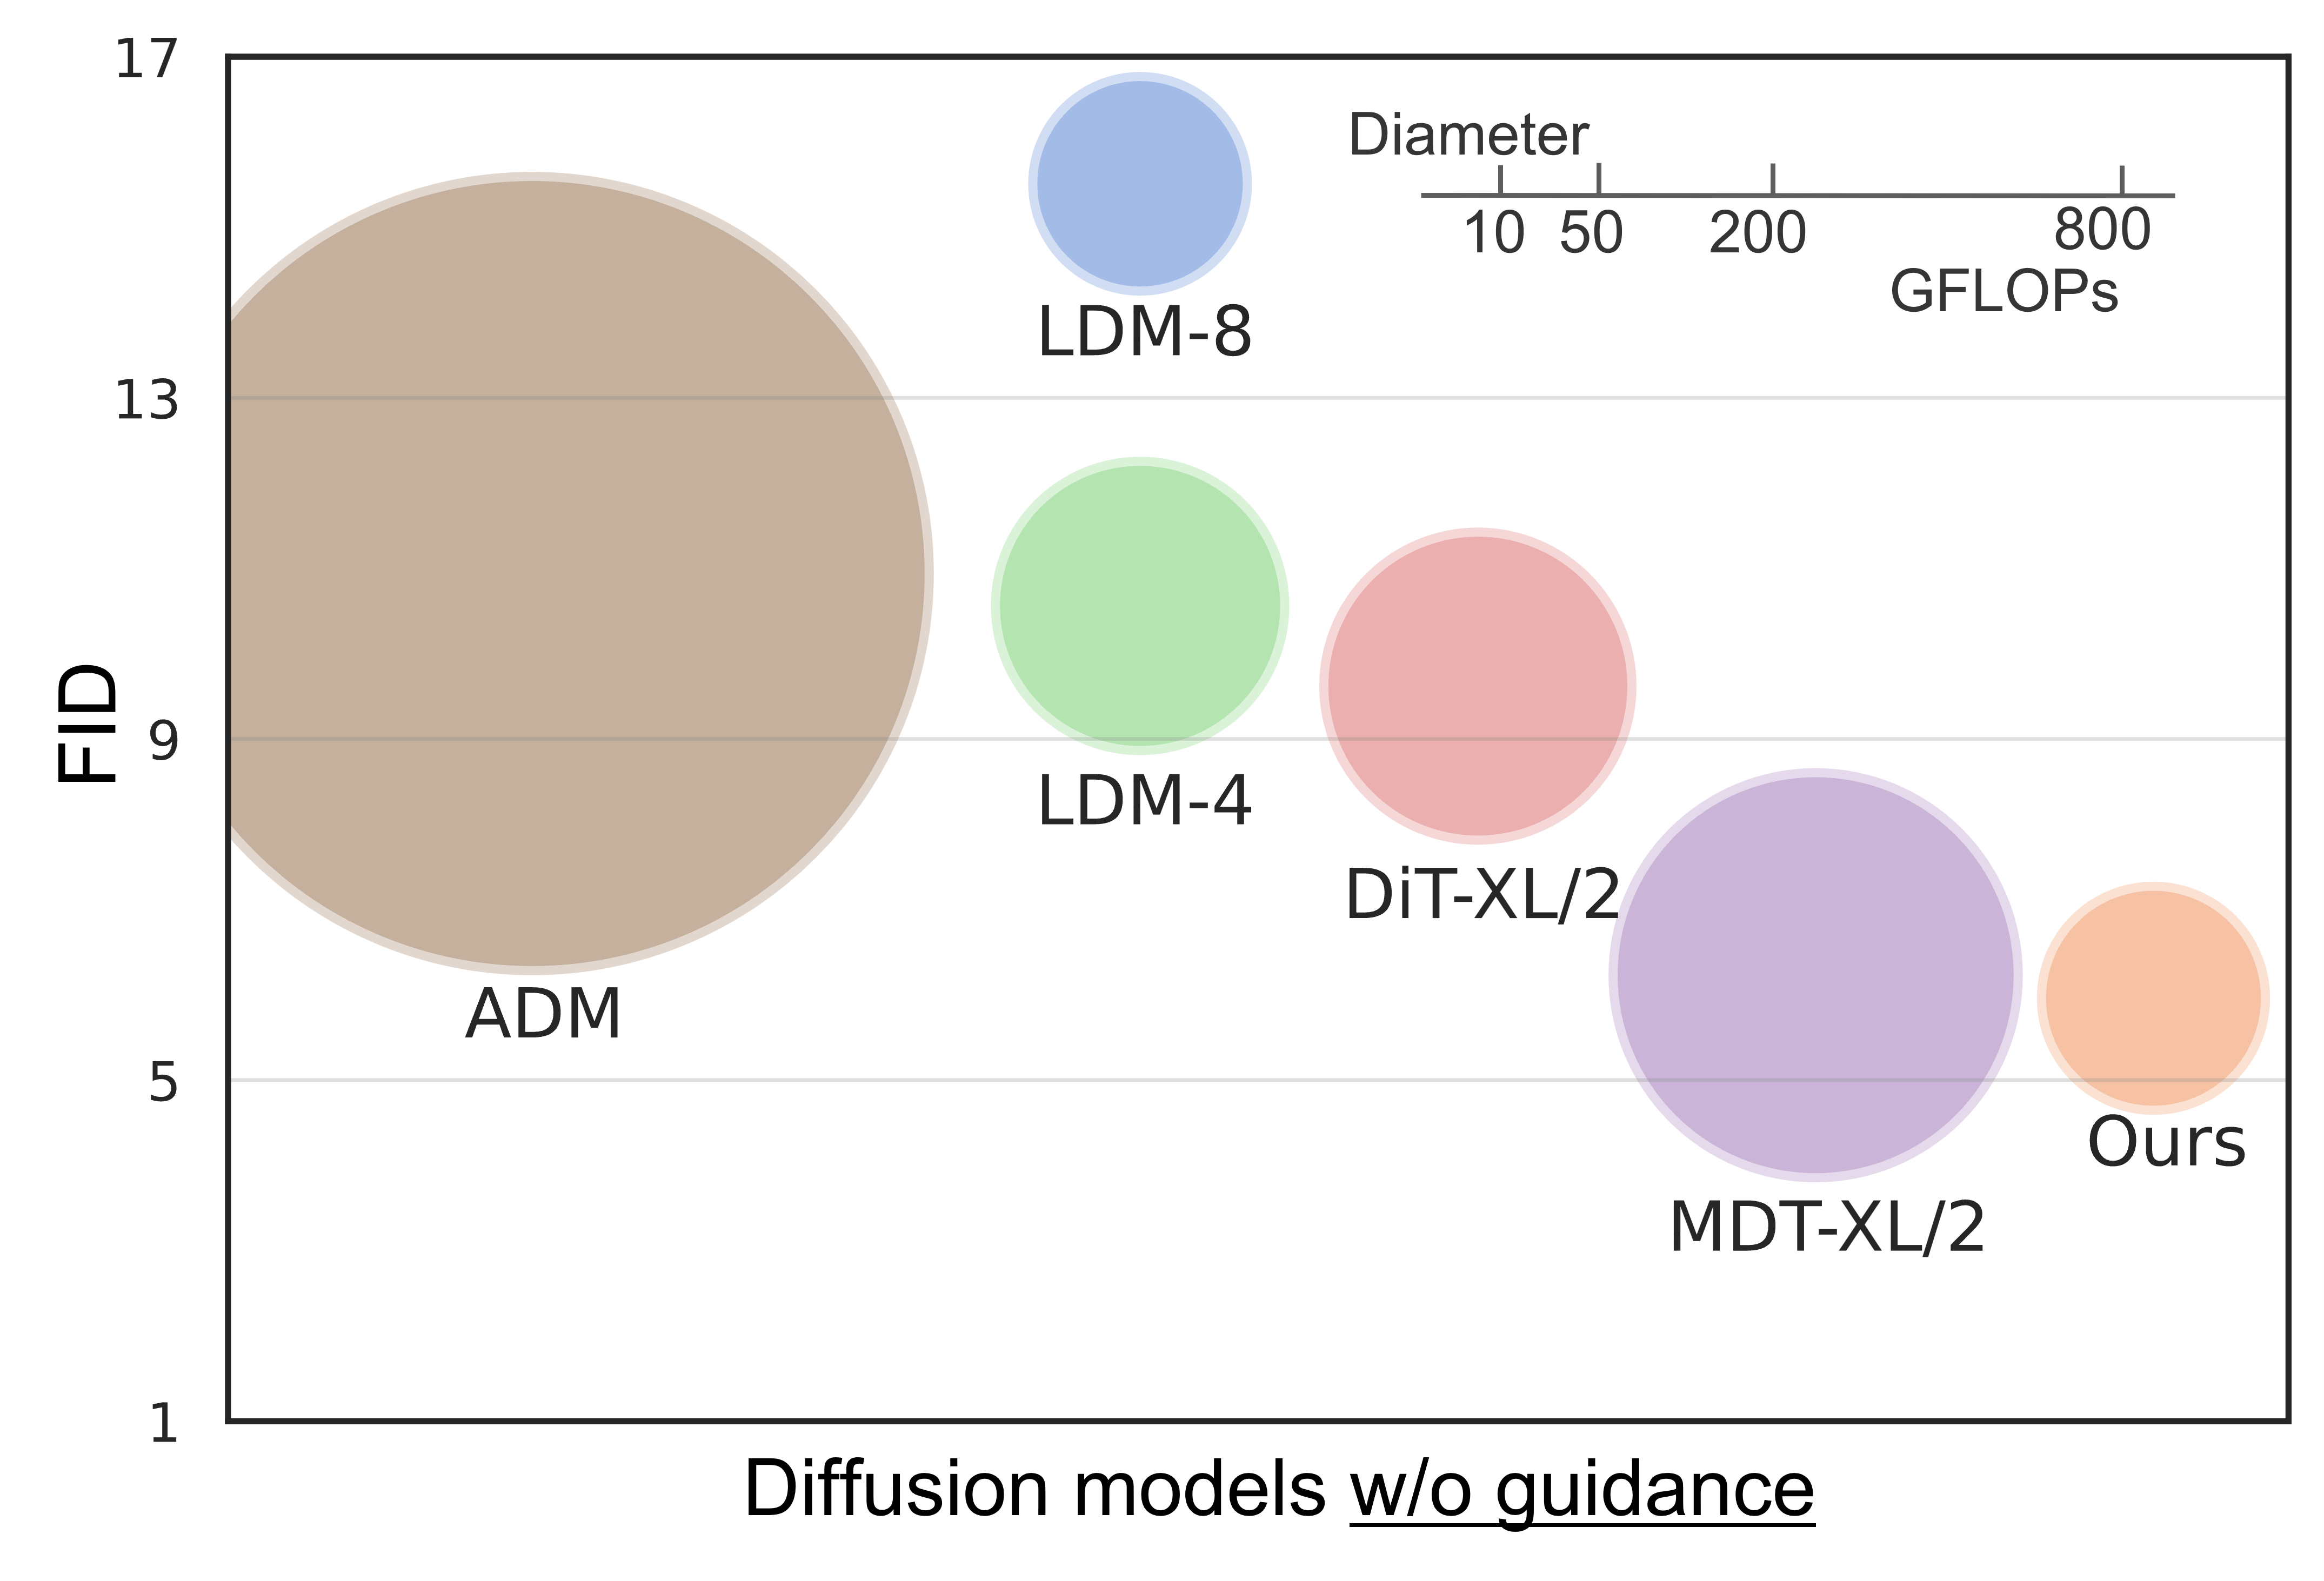 17
Diameter
10 50 200 800
GFLOPs
LDM-8
13
FID
9
LDM-4
DiT-XL/2
ADM
5
Ours
MDT-XL/2
1
Diffusion models w/o guidance